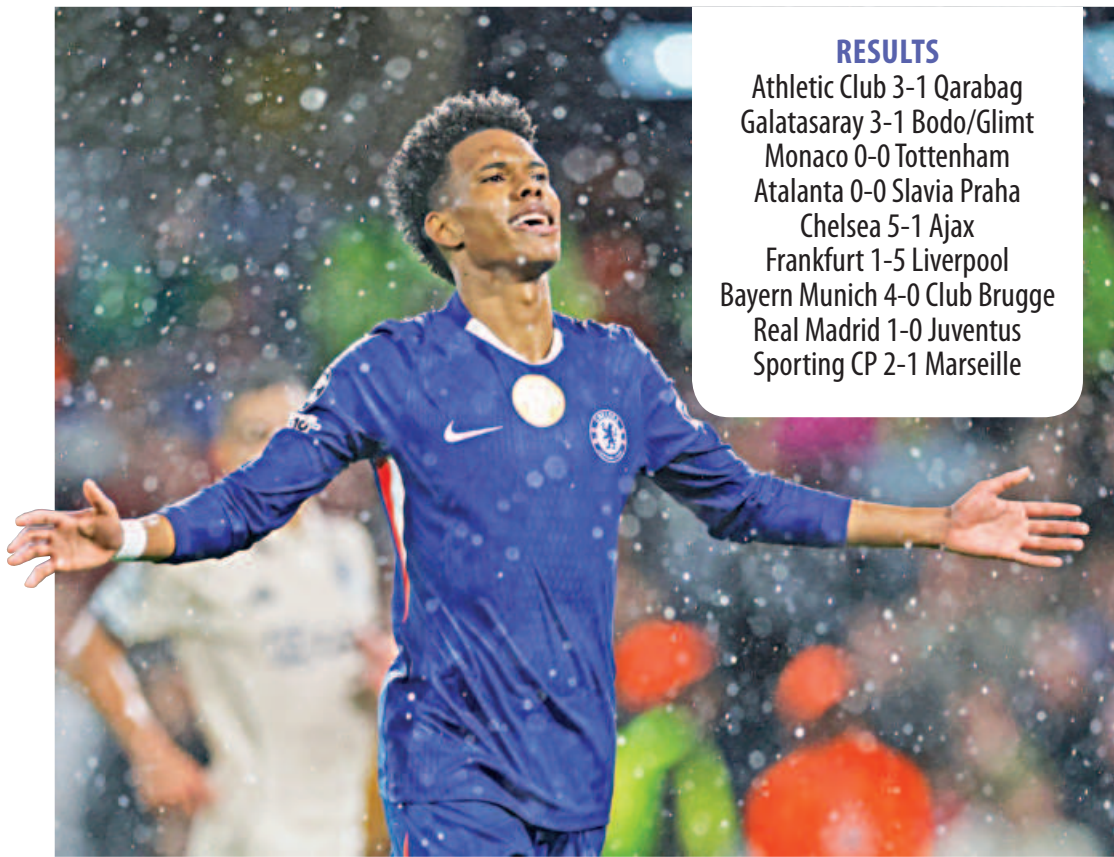 RESULTS
Athletic Club 3-1 Qarabag
Galatasaray 3-1 Bodo/Glimt
Monaco 0-0 Tottenham
Atalanta 0-0 Slavia Praha
Chelsea 5-1 Ajax
Frankfurt 1-5 Liverpool
Bayern Munich 4-0 Club Brugge
Real Madrid 1-0 Juventus
Sporting CP 2-1 Marseille